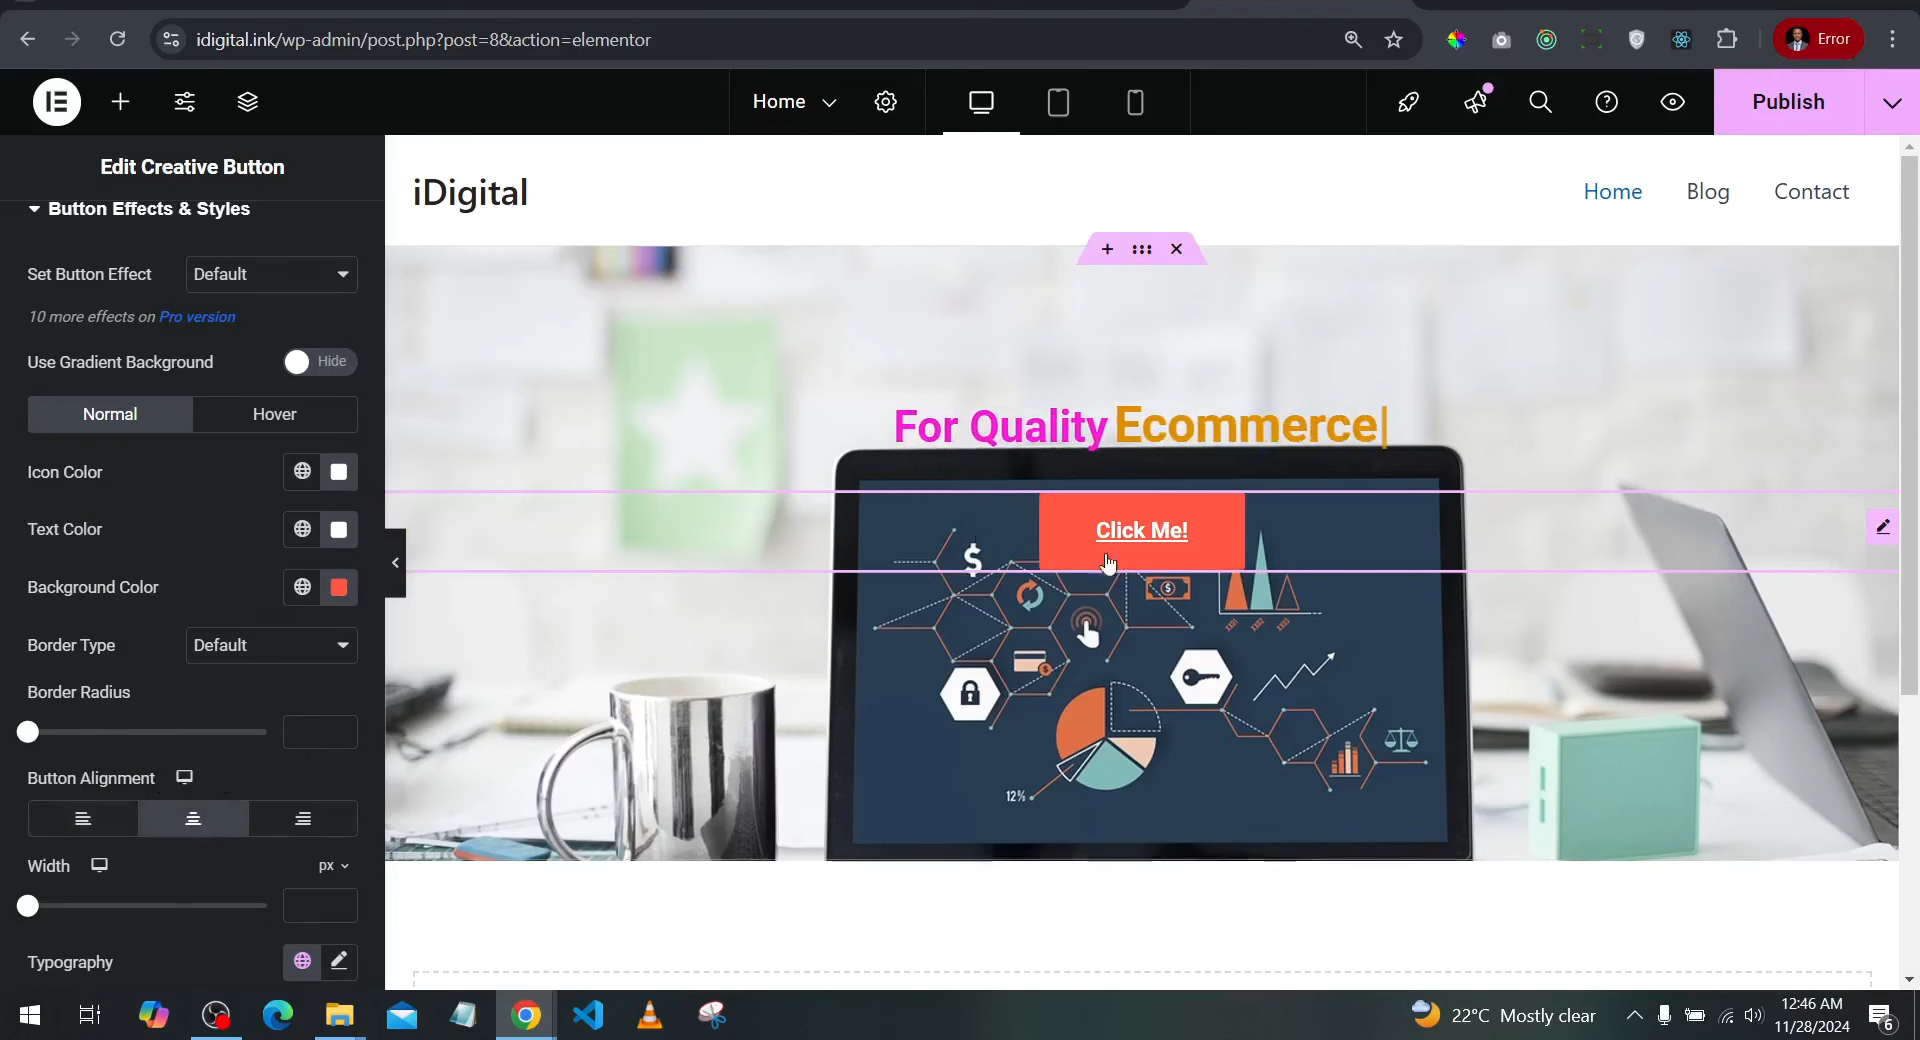 idigital.ink/wp-admin/post.php?post=8&action=elementor
Error
Home
Publish
Edit Creative Button
Button Effects & Styles
Set Button Effect
Default
10 more effects on Pro version
Use Gradient Background
Hide
Normal
Hover
Icon Color
Text Color
Background Color
Border Type
Default
Border Radius
Button Alignment
Width
px
Typography
iDigital
Home
Blog
Contact
For Quality Ecommerce|
Click Me!
$
$
12%
22°C Mostly clear
12:46 AM
11/28/2024
6